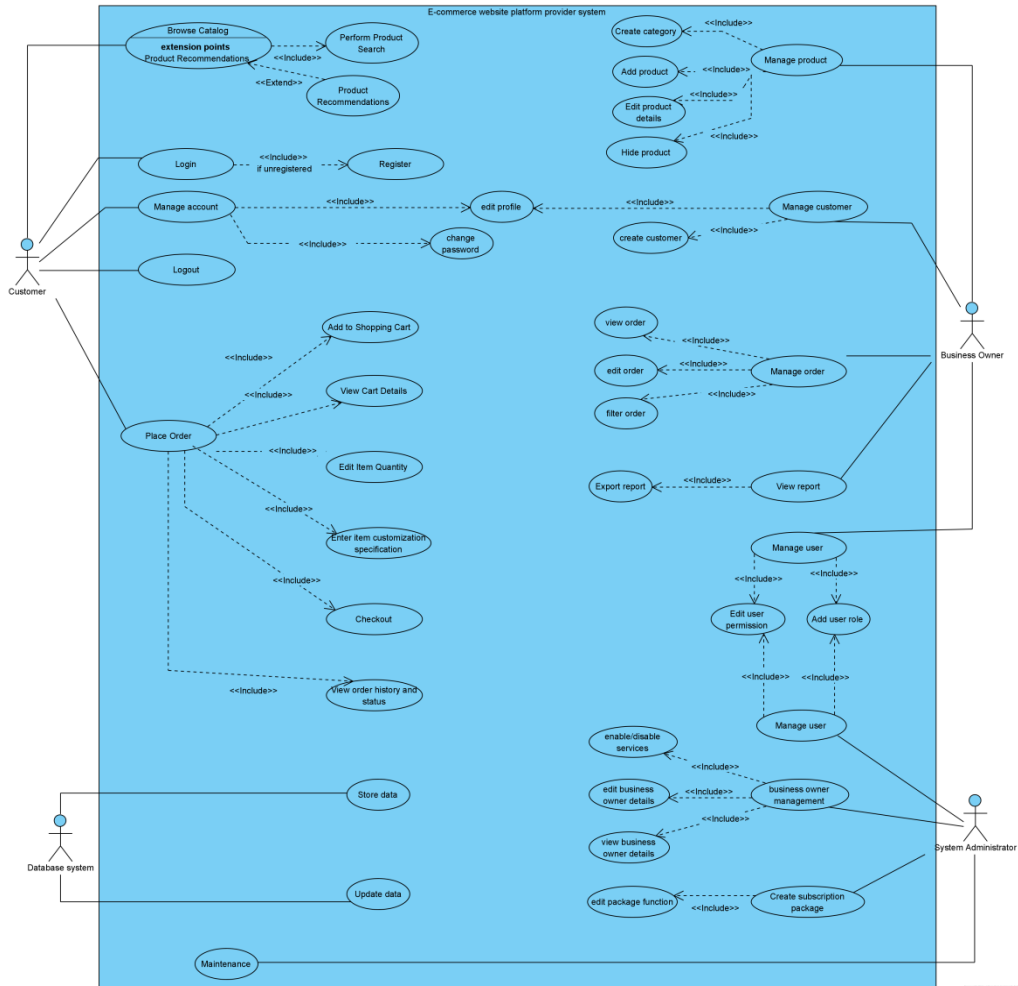 E-commerce website platform provider system
Browse Catalog
extension points
Product Recommendations
<<Include>>
Perform Product
Search
<<Extend>>
Product
Recommendations
Create category
<<Include>>
Manage product
Add product
<<Include>>
Edit product
details
<<Include>>
Hide product
<<Include>>
Login
<<Include>>
if unregistered
Register
Manage account
<<Include>>
edit profile
<<Include>>
Manage customer
<<Include>>
change
password
create customer
<<Include>>
Customer
Logout
Add to Shopping Cart
<<Include>>
View Cart Details
<<Include>>
Place Order
<<Include>>
Edit Item Quantity
<<Include>>
Enter item customization
specification
<<Include>>
Checkout
<<Include>>
View order history and
status
view order
<<Include>>
Manage order
edit order
<<Include>>
filter order
<<Include>>
Business Owner
Export report
<<Include>>
View report
Manage user
<<Include>>
<<Include>>
Edit user
permission
Add user role
<<Include>>
<<Include>>
Manage user
enable/disable
services
<<Include>>
edit business
owner details
<<Include>>
business owner
management
view business
owner details
<<Include>>
System Administrator
edit package function
<<Include>>
Create subscription
package
Store data
Database system
Update data
Maintenance